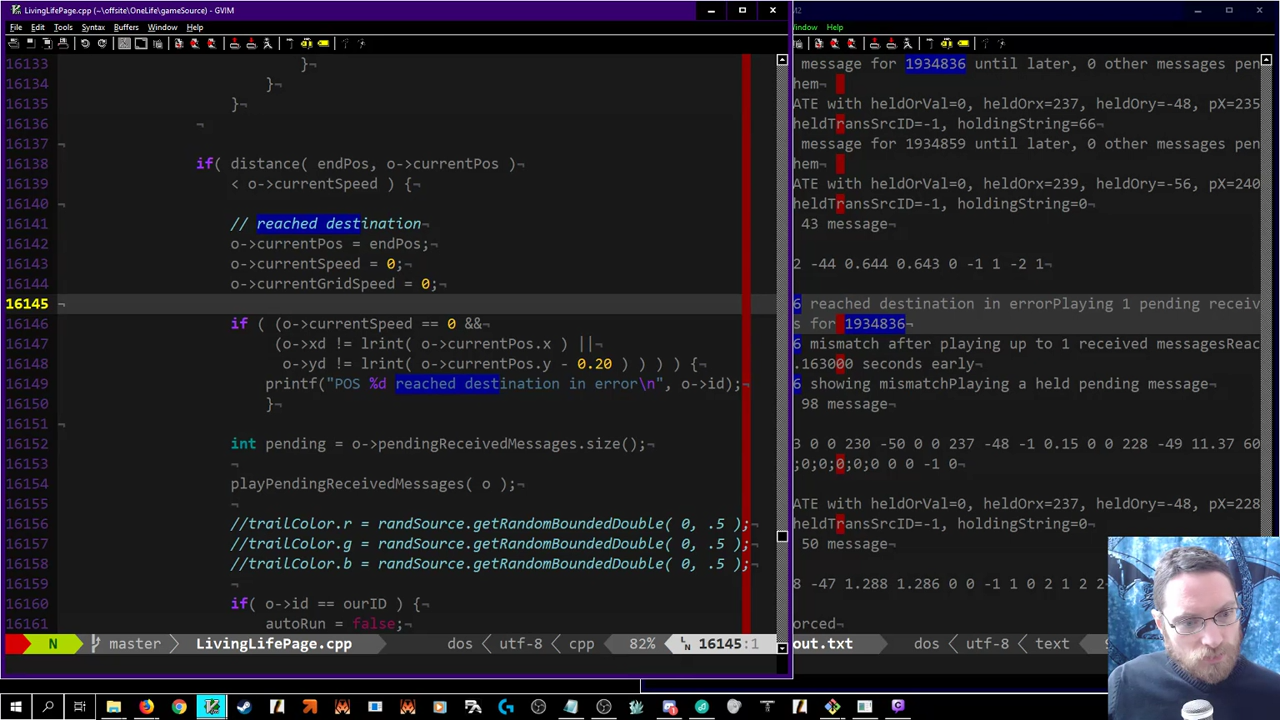 LivingLifePage.cpp (~\offsite\OneLife\gameSource) - GVIM
File Edit Tools Syntax Buffers Window Help
16133 }
16134 }
16135 }
16136 ¬
16137 ¬
16138 if( distance( endPos, o->currentPos )¬
16139 < o->currentSpeed ) {¬
16140 ¬
16141 // reached destination¬
16142 o->currentPos = endPos;¬
16143 o->currentSpeed = 0;¬
16144 o->currentGridSpeed = 0;¬
16145 ¬
16146 if ( (o->currentSpeed == 0 &&¬
16147 (o->xd != lrint( o->currentPos.x ) ||¬
16148 o->yd != lrint( o->currentPos.y - 0.20 ) ) ) ) {¬
16149 printf("POS %d reached destination in error\n", o->id);¬
16150 }¬
16151 ¬
16152 int pending = o->pendingReceivedMessages.size();¬
16153 ¬
16154 playPendingReceivedMessages( o );¬
16155 ¬
16156 //trailColor.r = randSource.getRandomBoundedDouble( 0, .5 );¬
16157 //trailColor.g = randSource.getRandomBoundedDouble( 0, .5 );¬
16158 //trailColor.b = randSource.getRandomBoundedDouble( 0, .5 );¬
16159 ¬
16160 if( o->id == ourID ) {¬
16161 autoRun = false;¬
N master LivingLifePage.cpp dos utf-8 cpp 82% 16145:1
Window Help
message for 1934836 until later, 0 other messages pen
hem
ATE with heldOrVal=0, heldOrx=237, heldOry=-48, pX=235
heldTransSrcID=-1, holdingString=66¬
message for 1934859 until later, 0 other messages pen
hem
ATE with heldOrVal=0, heldOrx=239, heldOry=-56, pX=240
heldTransSrcID=-1, holdingString=0¬
43 message¬
2 -44 0.644 0.643 0 -1 1 -2 1¬
6 reached destination in errorPlaying 1 pending receiv
s for 1934836¬
6 mismatch after playing up to 1 received messagesReac
.163000 seconds early¬
6 showing mismatchPlaying a held pending message¬
98 message¬
3 0 0 230 -50 0 0 237 -48 -1 0.15 0 0 228 -49 11.37 60
;0;0;0;0;0 0 0 -1 0¬
ATE with heldOrVal=0, heldOrx=237, heldOry=-48, pX=228
heldTransSrcID=-1, holdingString=0¬
50 message¬
8 -47 1.288 1.286 0 0 -1 1 0 2 1 2 2
orced
out.txt dos utf-8 text